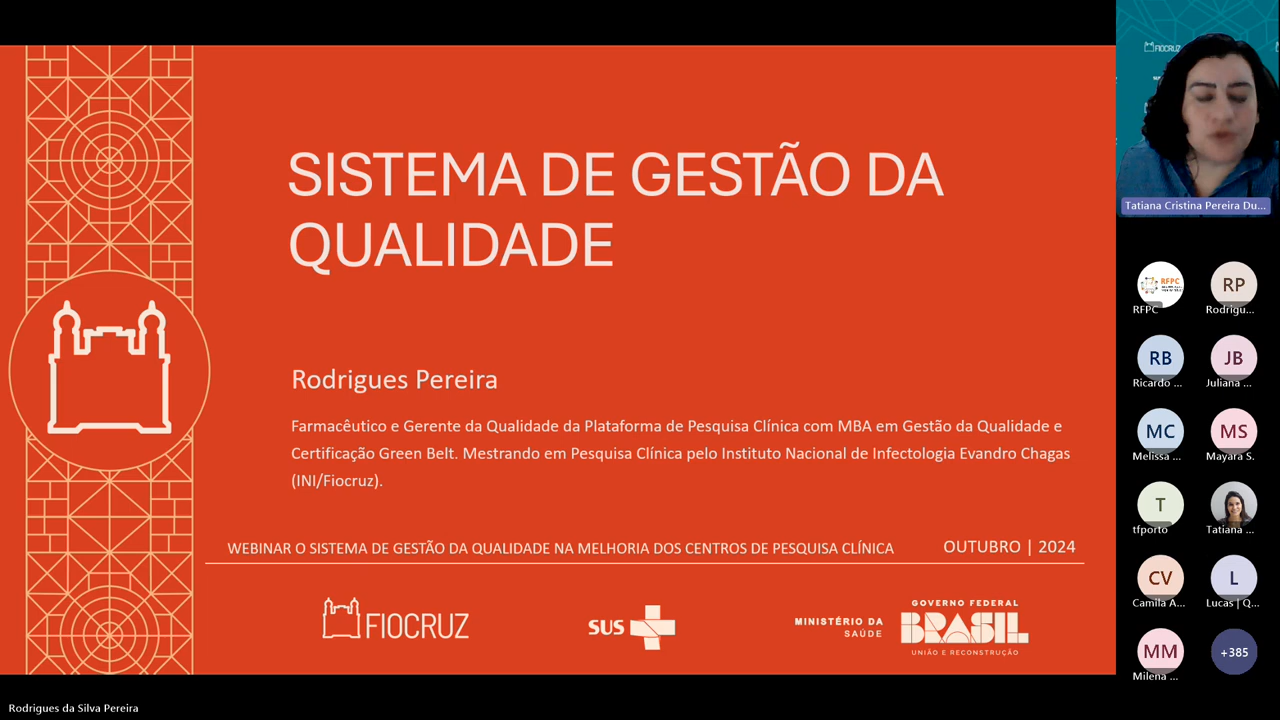 SISTEMA DE GESTÃO DA
QUALIDADE
Rodrigues Pereira
Farmacêutico e Gerente da Qualidade da Plataforma de Pesquisa Clínica com MBA em Gestão da Qualidade e
Certificação Green Belt. Mestrando em Pesquisa Clínica pelo Instituto Nacional de Infectologia Evandro Chagas
(INI/Fiocruz).
WEBINAR O SISTEMA DE GESTÃO DA QUALIDADE NA MELHORIA DOS CENTROS DE PESQUISA CLÍNICA
OUTUBRO | 2024
FIOCRUZ
SUS
MINISTÉRIO DA
SAÚDE
GOVERNO FEDERAL
BRASIL
UNIÃO E RECONSTRUÇÃO
FIOCRUZ
Tatiana Cristina Pereira Du...
RFPC
RFPC
RP
Rodrigu...
RB
Ricardo ...
JB
Juliana ...
MC
Melissa ...
MS
Mayara S.
T
tfporto
Tatiana ...
CV
Camila A...
L
Lucas | Q...
MM
Milena ...
+385
Rodrigues da Silva Pereira